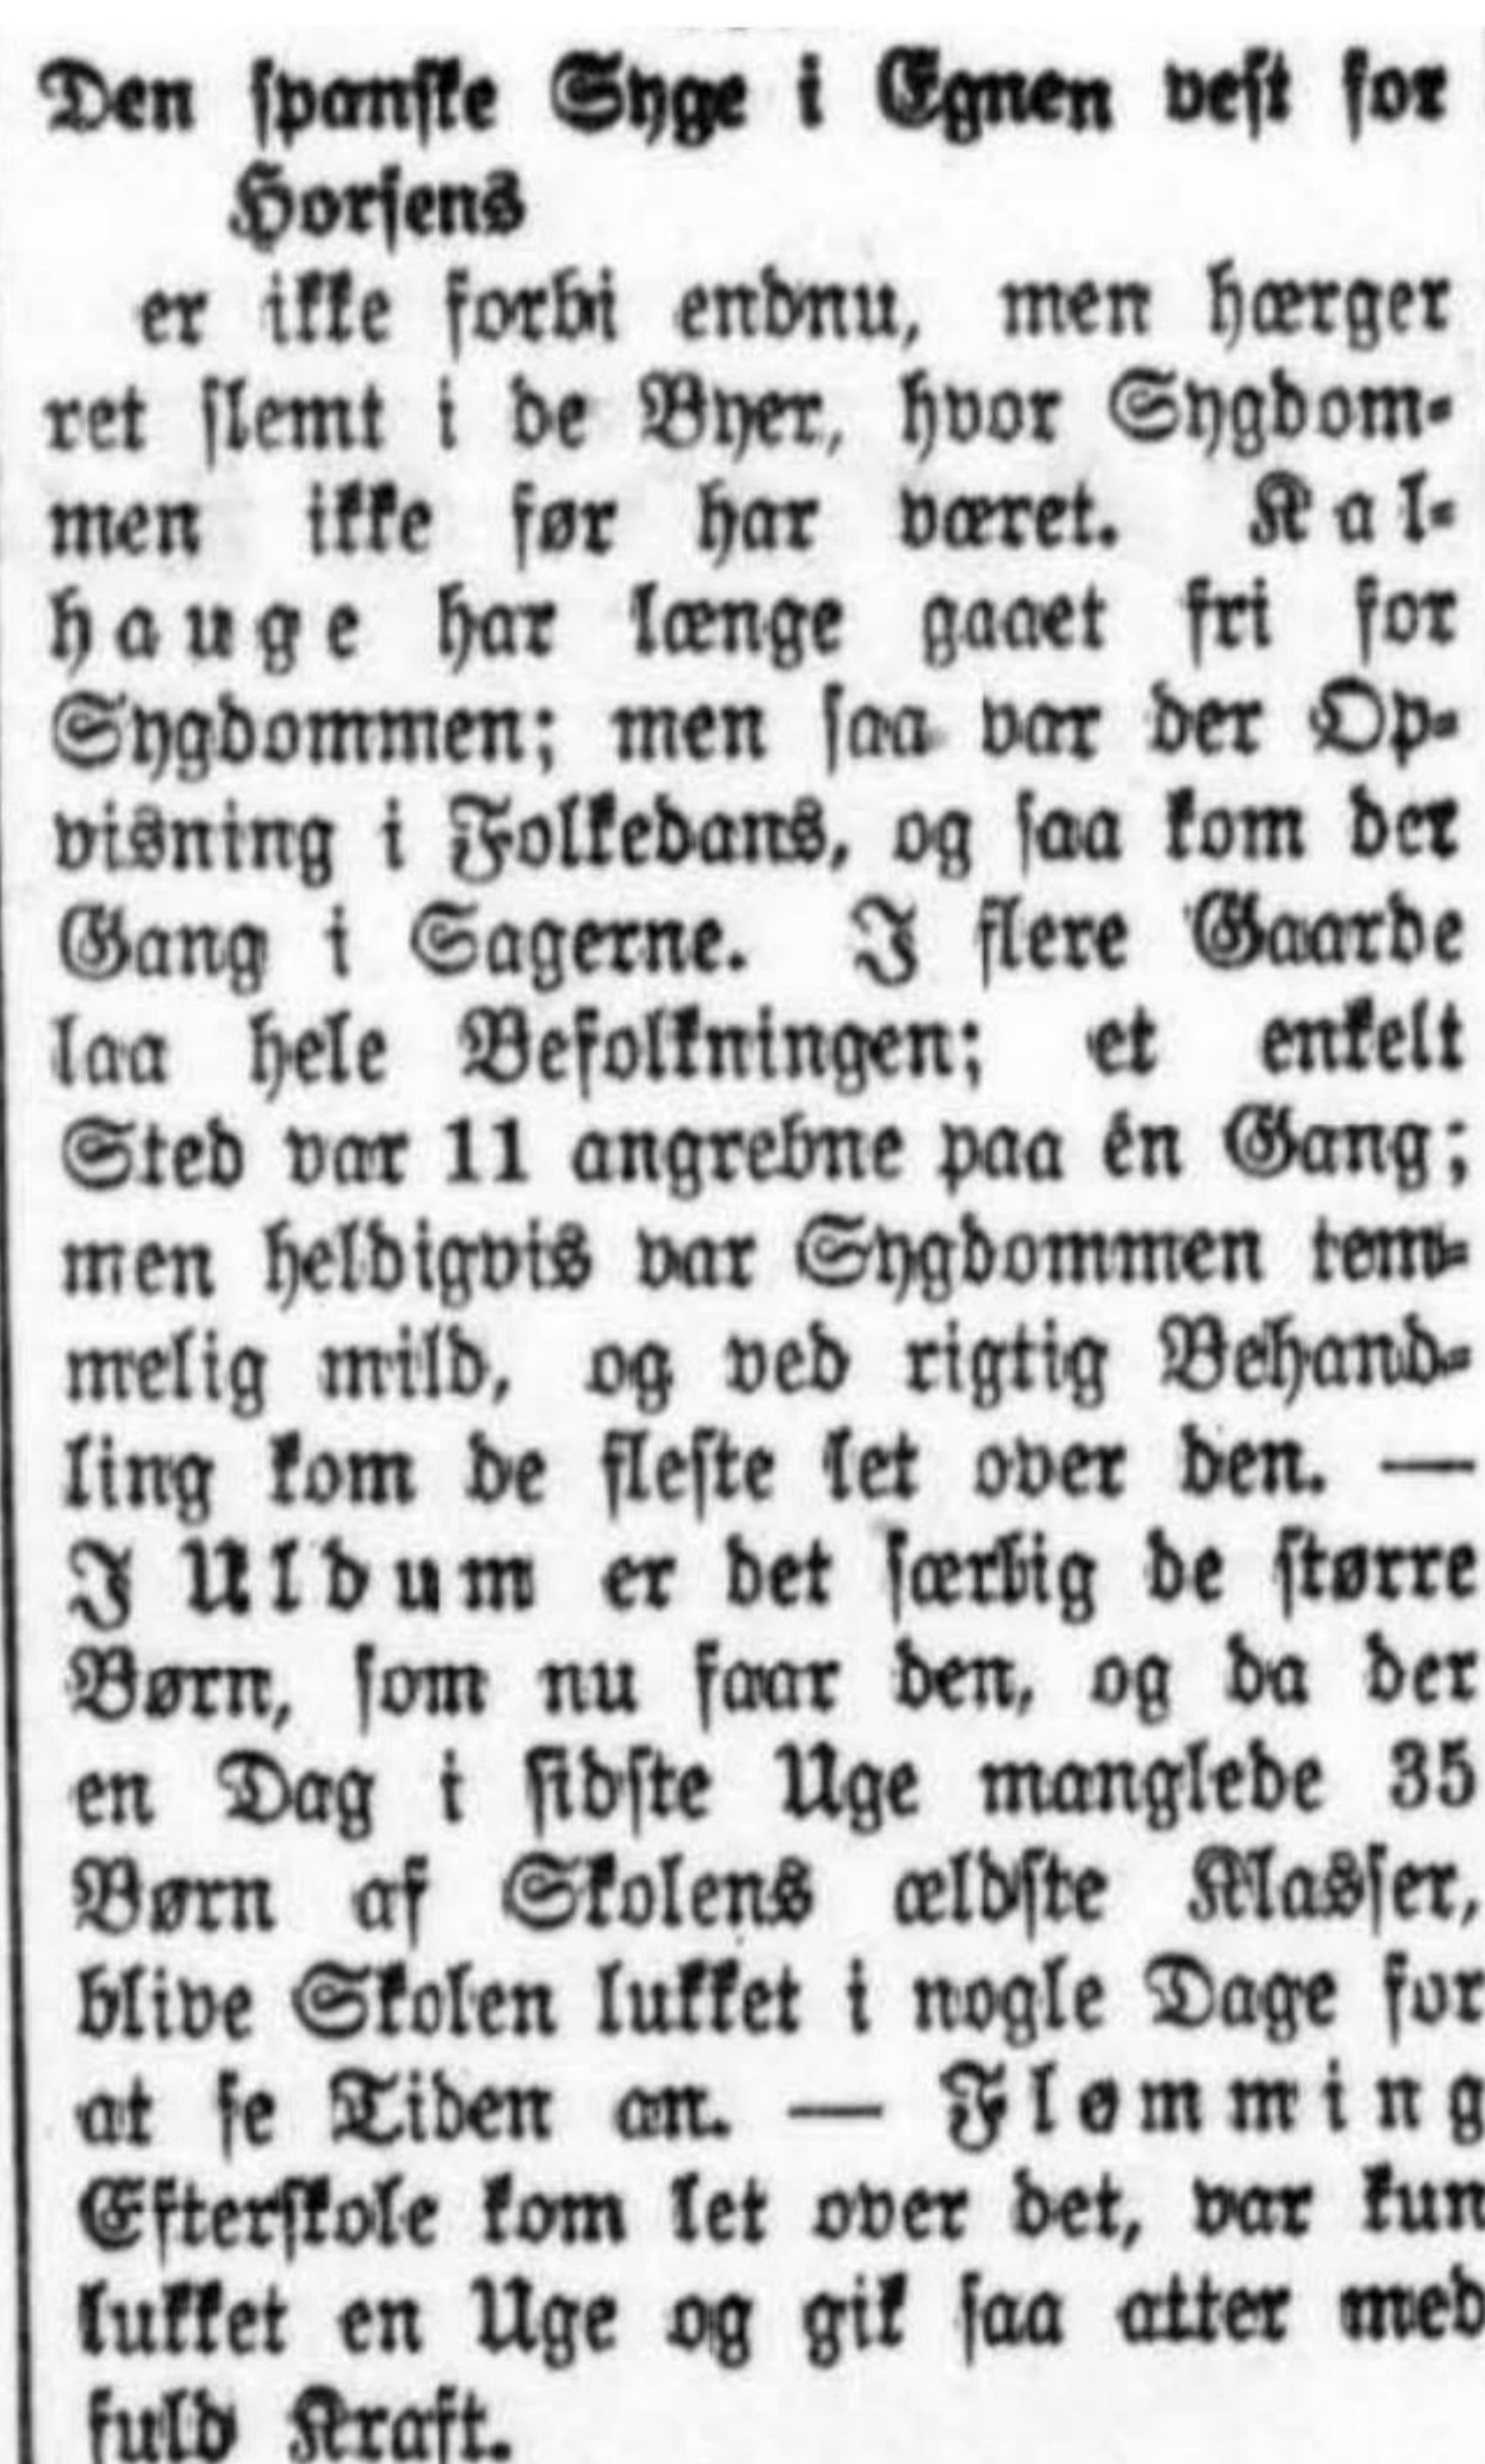 Den spanske Syge i Egnen vest for
Horsens
er ikke forbi endnu, men hærger
ret slemt i de Byer, hvor Sygdom-
men ikke før har været. Kal-
hauge har længe gaaet fri for
Sygdommen; men saa var der Op-
visning i Folkedans, og saa kom der
Gang i Sagerne. I flere Gaarde
laa hele Befolkningen; et enkelt
Sted var 11 angrebne paa én Gang;
men heldigvis var Sygdommen tem-
melig mild, og ved rigtig Behand-
ling kom de fleste let over den. —
I Uldum er det særlig de større
Børn, som nu faar den, og da der
en Dag i sidste Uge manglede 35
Børn af Skolens ældste Klasser,
blive Skolen lukket i nogle Dage for
at se Tiden an. — Flømming
Efterskole kom let over det, var kun
lukket en Uge og gik saa atter med
fuld Kraft.